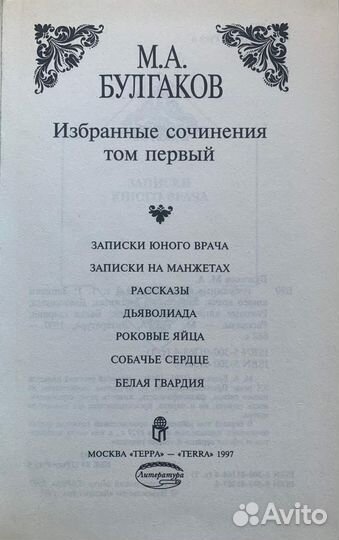 М.А.
БУЛГАКОВ
Избранные сочинения
том первый
ЗАПИСКИ ЮНОГО ВРАЧА
ЗАПИСКИ НА МАНЖЕТАХ
РАССКАЗЫ
ДЬЯВОЛИАДА
РОКОВЫЕ ЯЙЦА
СОБАЧЬЕ СЕРДЦЕ
БЕЛАЯ ГВАРДИЯ
МОСКВА «ТЕРРА» — «TERRA» 1997
Литература
Avito